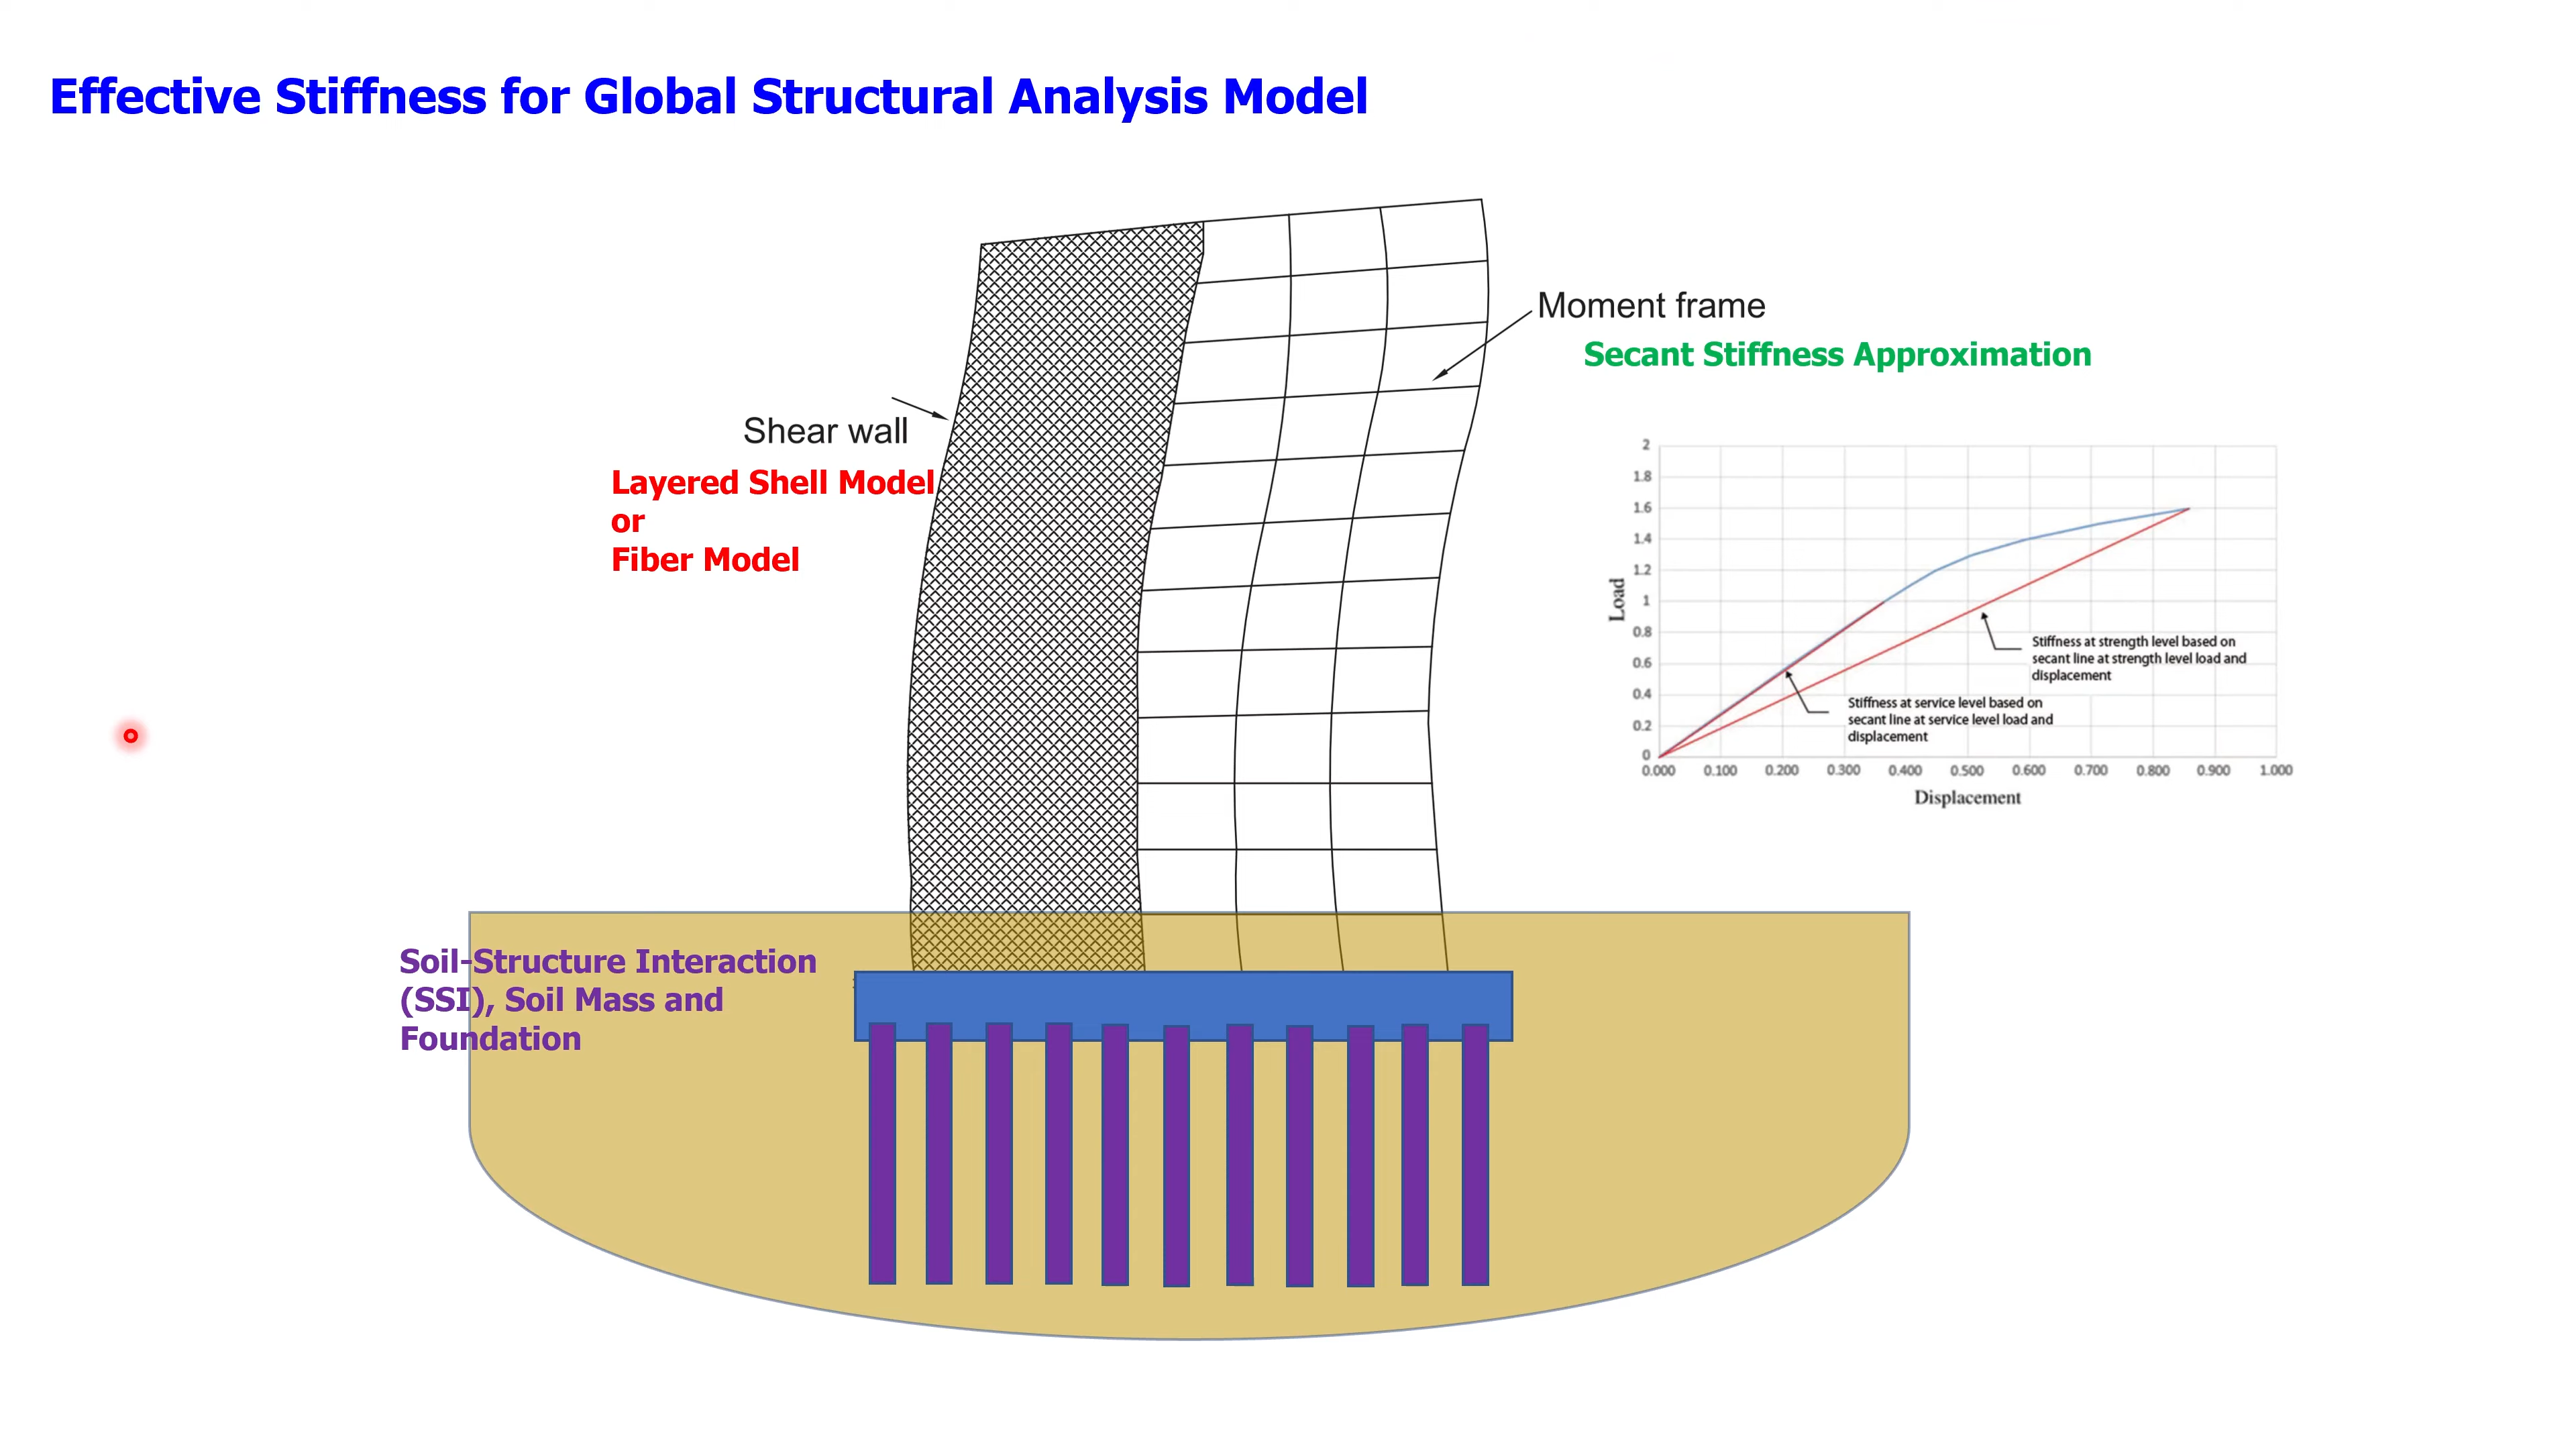 Effective Stiffness for Global Structural Analysis Model
Moment frame
Secant Stiffness Approximation
Shear wall
Layered Shell Model
or
Fiber Model
2
1.8
1.6
1.4
1.2
1
0.8
0.6
0.4
0.2
0
Load
Stiffness at strength level based on
secant line at strength level load and
displacement
Stiffness at service level based on
secant line at service level load and
displacement
0.000 0.100 0.200 0.300 0.400 0.500 0.600 0.700 0.800 0.900 1.000
Displacement
Soil-Structure Interaction
(SSI), Soil Mass and
Foundation